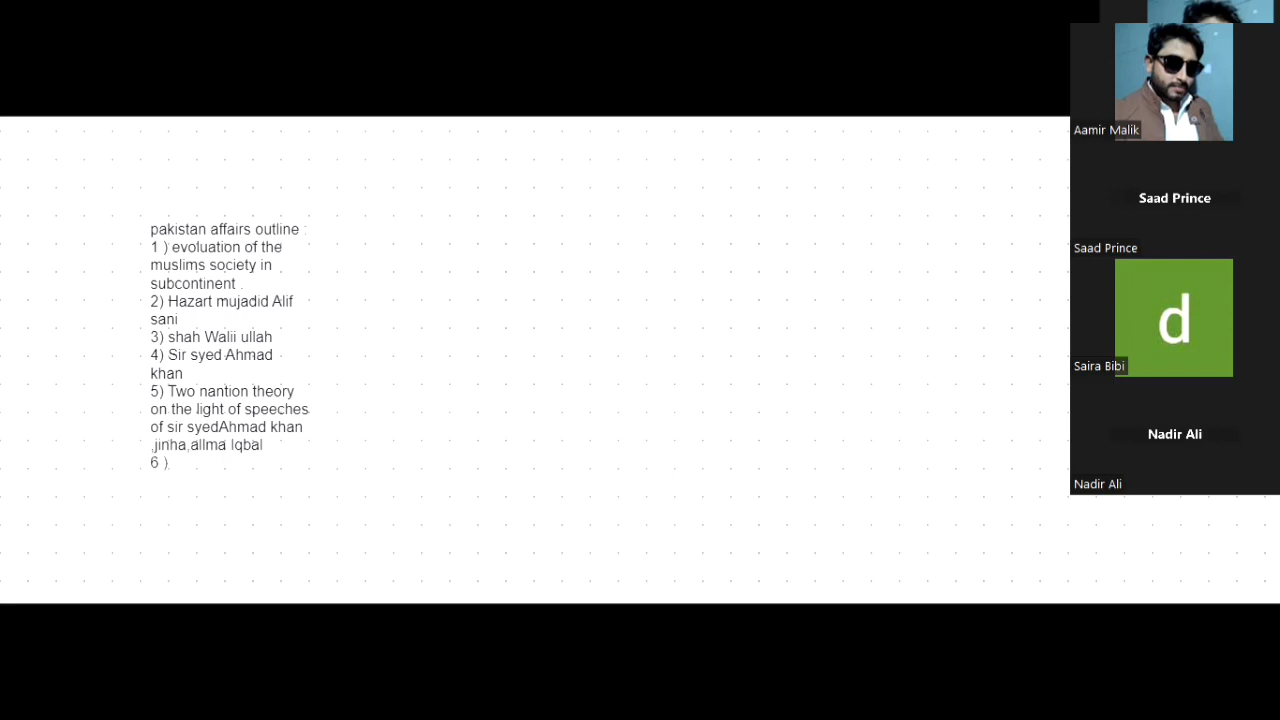 pakistan affairs outline :
1 ) evoluation of the
muslims society in
subcontinent .
2) Hazart mujadid Alif
sani
3) shah Walii ullah
4) Sir syed Ahmad
khan
5) Two nantion theory
on the light of speeches
of sir syedAhmad khan
,jinha,allma Iqbal
6 )
Aamir Malik
Saad Prince
Saad Prince
d
Saira Bibi
Nadir Ali
Nadir Ali